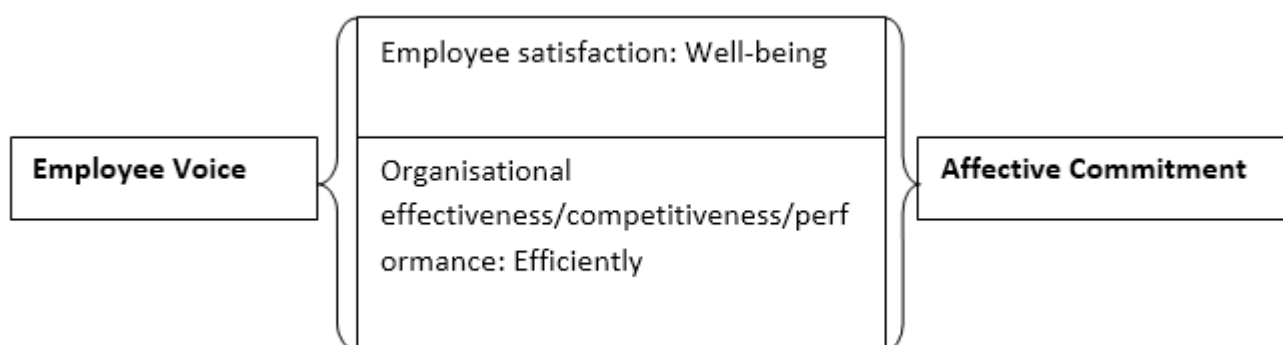 Employee satisfaction: Well-being
Employee Voice
Organisational
effectiveness/competitiveness/perf
ormance: Efficiently
Affective Commitment